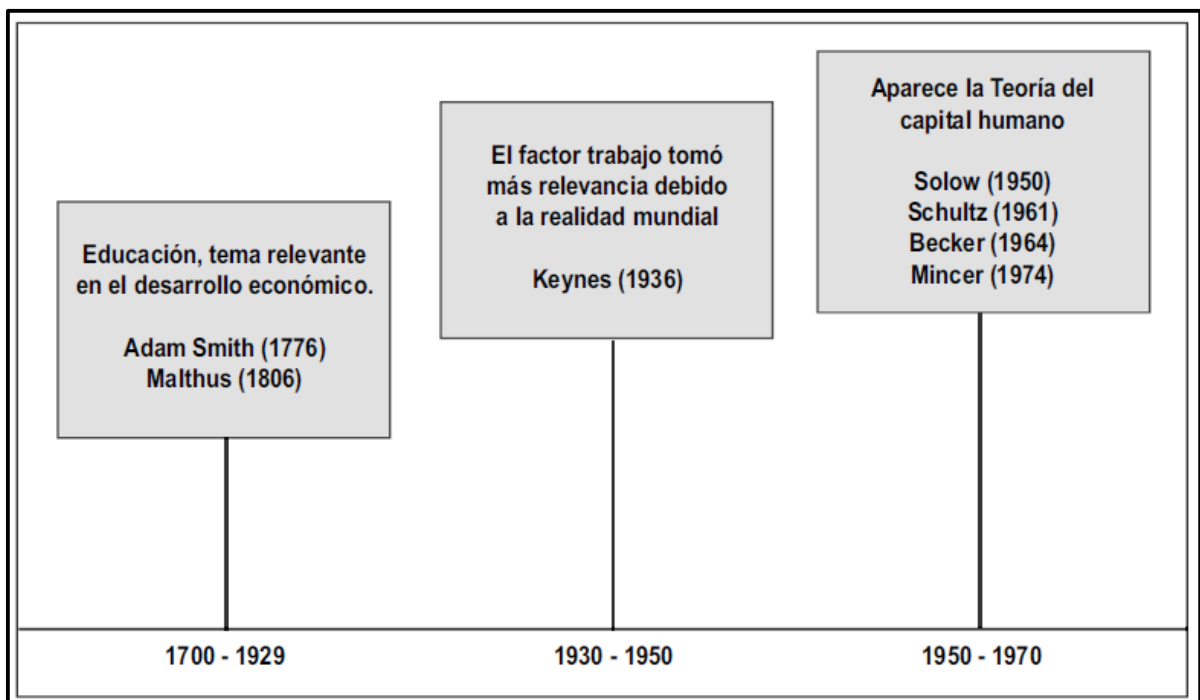 Educación, tema relevante
en el desarrollo económico.
Adam Smith (1776)
Malthus (1806)
El factor trabajo tomó
más relevancia debido
a la realidad mundial
Keynes (1936)
Aparece la Teoría del
capital humano
Solow (1950)
Schultz (1961)
Becker (1964)
Mincer (1974)
1700 - 1929
1930 - 1950
1950 - 1970